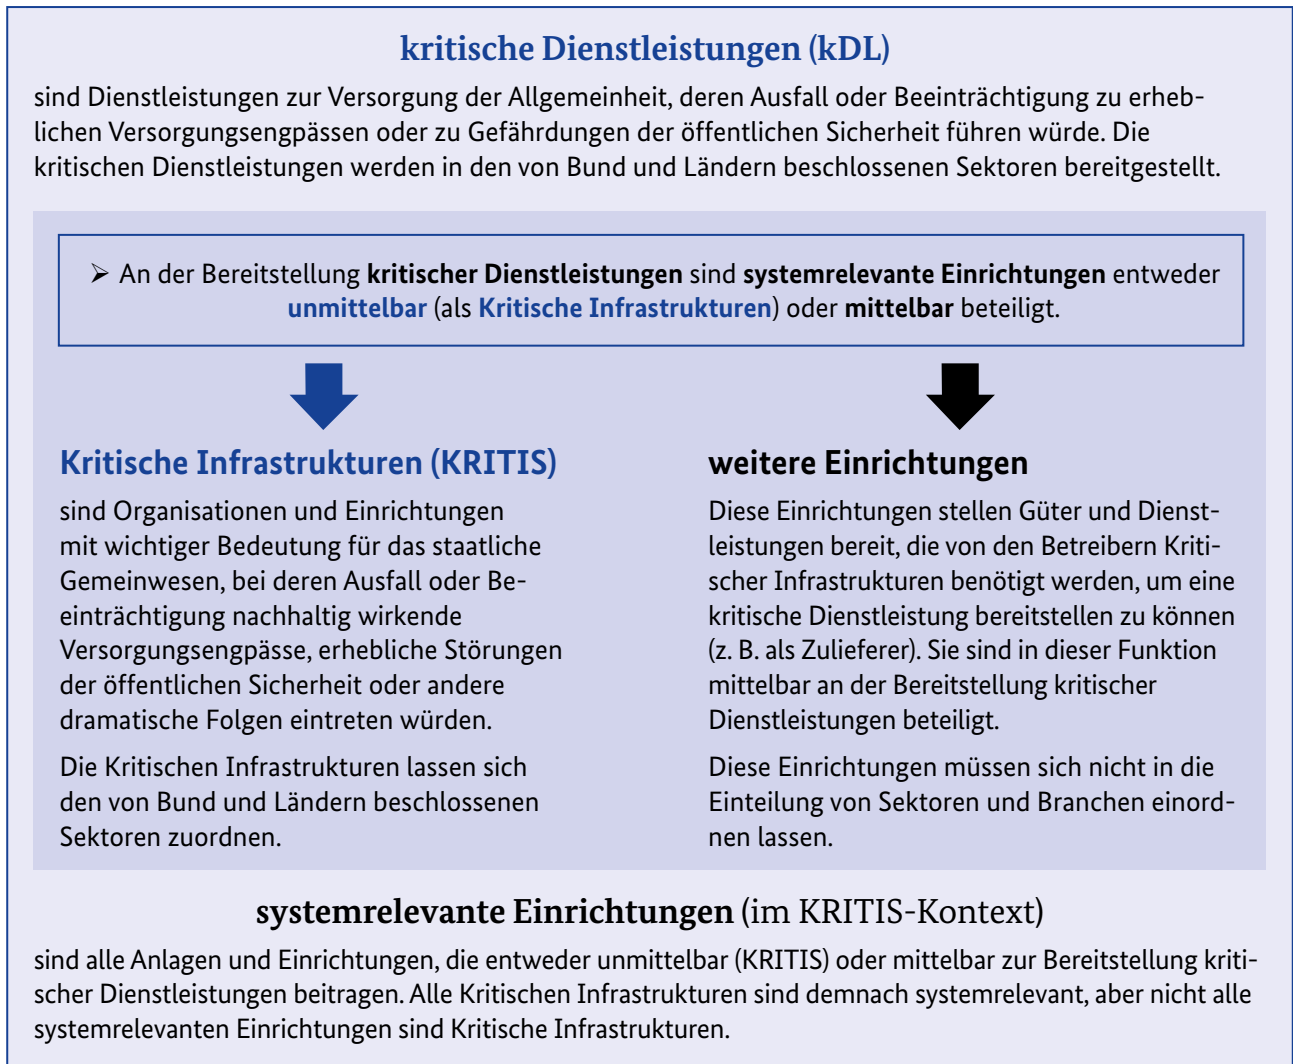 kritische Dienstleistungen (kDL)
sind Dienstleistungen zur Versorgung der Allgemeinheit, deren Ausfall oder Beeinträchtigung zu erheb-
lichen Versorgungsengpässen oder zu Gefährdungen der öffentlichen Sicherheit führen würde. Die
kritischen Dienstleistungen werden in den von Bund und Ländern beschlossenen Sektoren bereitgestellt.
➢ An der Bereitstellung kritischer Dienstleistungen sind systemrelevante Einrichtungen entweder
unmittelbar (als Kritische Infrastrukturen) oder mittelbar beteiligt.
Kritische Infrastrukturen (KRITIS)
sind Organisationen und Einrichtungen
mit wichtiger Bedeutung für das staatliche
Gemeinwesen, bei deren Ausfall oder Be-
einträchtigung nachhaltig wirkende
Versorgungsengpässe, erhebliche Störungen
der öffentlichen Sicherheit oder andere
dramatische Folgen eintreten würden.
Die Kritischen Infrastrukturen lassen sich
den von Bund und Ländern beschlossenen
Sektoren zuordnen.
weitere Einrichtungen
Diese Einrichtungen stellen Güter und Dienst-
leistungen bereit, die von den Betreibern Kriti-
scher Infrastrukturen benötigt werden, um eine
kritische Dienstleistung bereitstellen zu können
(z. B. als Zulieferer). Sie sind in dieser Funktion
mittelbar an der Bereitstellung kritischer
Dienstleistungen beteiligt.
Diese Einrichtungen müssen sich nicht in die
Einteilung von Sektoren und Branchen einord-
nen lassen.
systemrelevante Einrichtungen (im KRITIS-Kontext)
sind alle Anlagen und Einrichtungen, die entweder unmittelbar (KRITIS) oder mittelbar zur Bereitstellung kriti-
scher Dienstleistungen beitragen. Alle Kritischen Infrastrukturen sind demnach systemrelevant, aber nicht alle
systemrelevanten Einrichtungen sind Kritische Infrastrukturen.